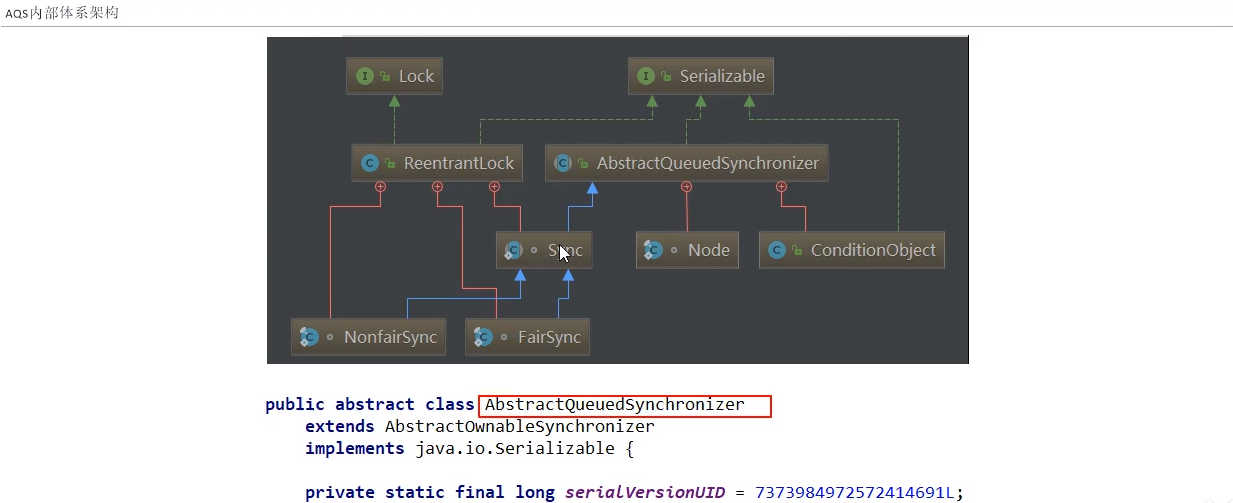 AQS内部体系架构
Lock
Serializable
ReentrantLock
AbstractQueuedSynchronizer
Sync
Node
ConditionObject
NonfairSync
FairSync
public abstract class AbstractQueuedSynchronizer
extends AbstractOwnableSynchronizer
implements java.io.Serializable {
private static final long serialVersionUID = 7373984972572414691L;